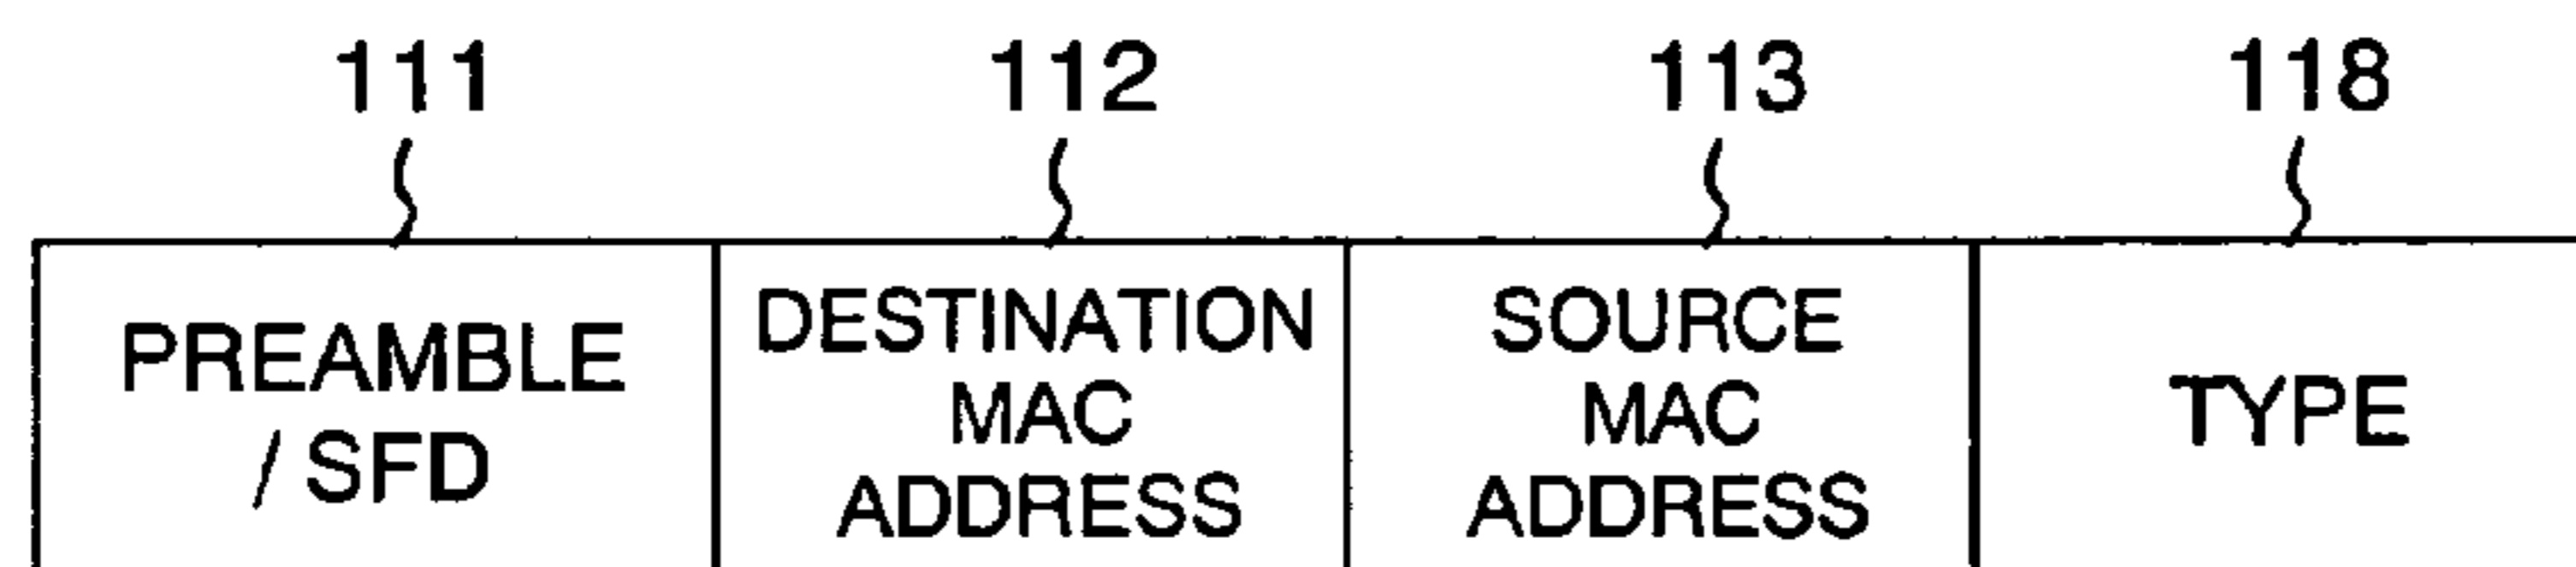 111 112 113 118
PREAMBLE
/ SFD
DESTINATION
MAC
ADDRESS
SOURCE
MAC
ADDRESS
TYPE